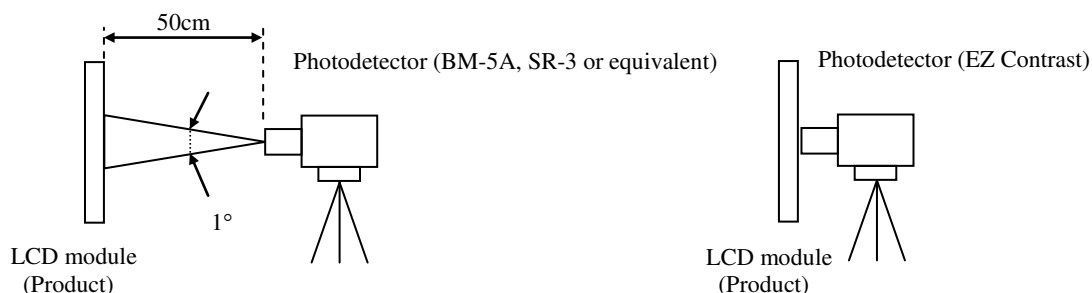 50cm
Photodetector (BM-5A, SR-3 or equivalent)
1°
LCD module
(Product)
Photodetector (EZ Contrast)
LCD module
(Product)